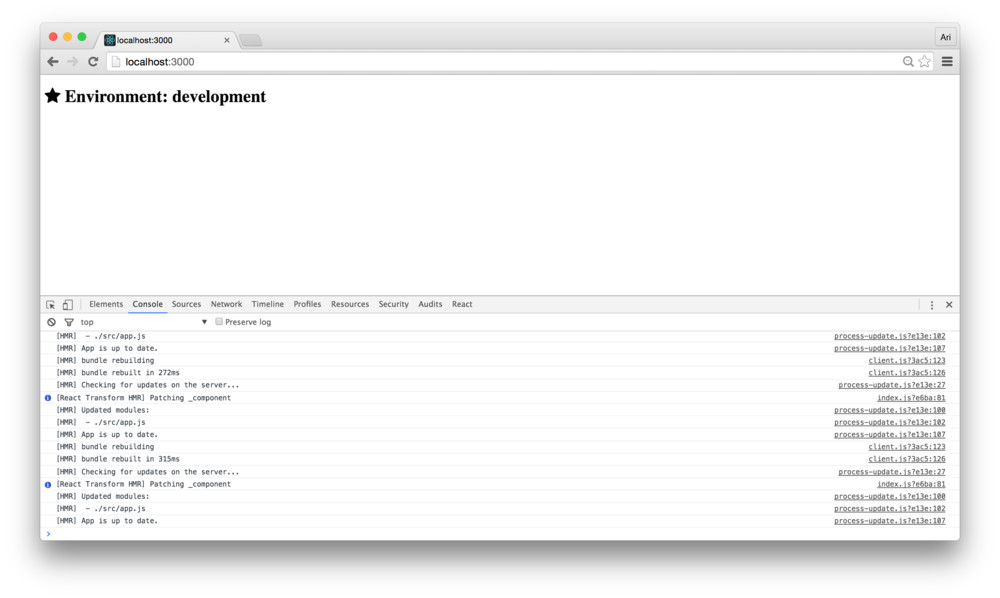 localhost:3000
Ari
localhost:3000
Environment: development
Elements Console Sources Network Timeline Profiles Resources Security Audits React
top Preserve log
[HMR] - ./src/app.js process-update.js?e13e:102
[HMR] App is up to date. process-update.js?e13e:107
[HMR] bundle rebuilding client.js?3ac5:123
[HMR] bundle rebuilt in 272ms client.js?3ac5:126
[HMR] Checking for updates on the server... process-update.js?e13e:27
[React Transform HMR] Patching _component index.js?e6ba:81
[HMR] Updated modules: process-update.js?e13e:100
[HMR] - ./src/app.js process-update.js?e13e:102
[HMR] App is up to date. process-update.js?e13e:107
[HMR] bundle rebuilding client.js?3ac5:123
[HMR] bundle rebuilt in 315ms client.js?3ac5:126
[HMR] Checking for updates on the server... process-update.js?e13e:27
[React Transform HMR] Patching _component index.js?e6ba:81
[HMR] Updated modules: process-update.js?e13e:100
[HMR] - ./src/app.js process-update.js?e13e:102
[HMR] App is up to date. process-update.js?e13e:107